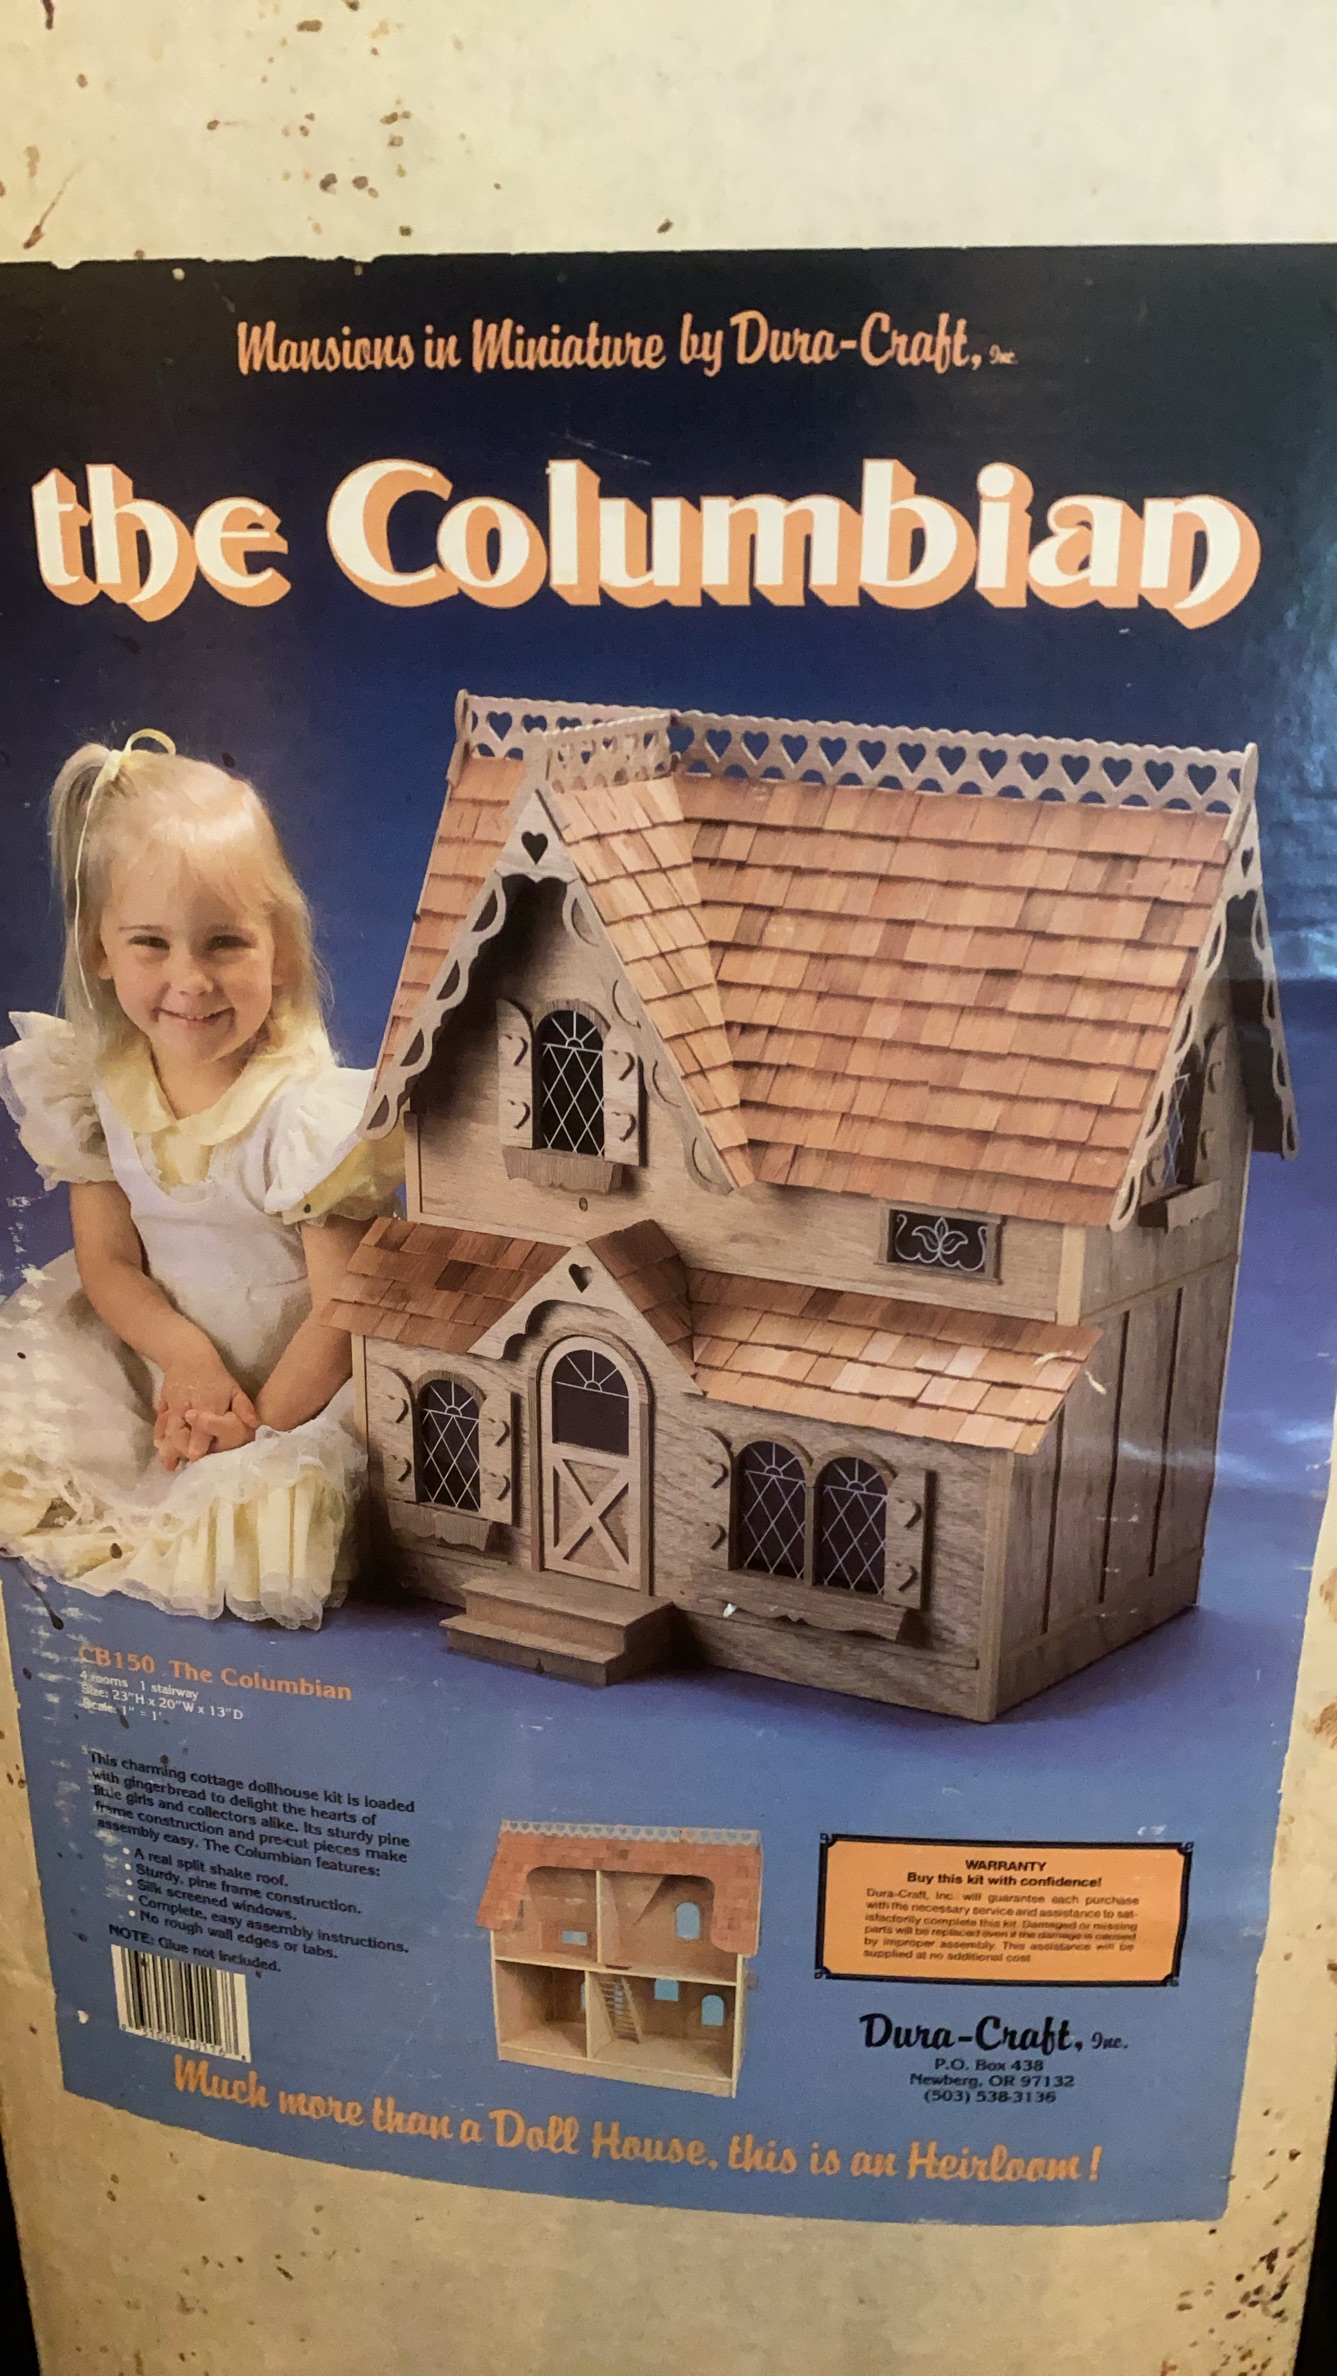 Mansions in Miniature by Dura-Craft, Inc.
the Columbian
CB150 The Columbian
4 rooms 1 stairway
Size: 23"H x 20"W x 13"D
Scale: 1" = 1'
This charming cottage dollhouse kit is loaded
with gingerbread to delight the hearts of
little girls and collectors alike. Its sturdy pine
frame construction and pre-cut pieces make
assembly easy. The Columbian features:
• A real split shake roof.
• Sturdy, pine frame construction.
• Silk screened windows.
• Complete, easy assembly instructions.
• No rough wall edges or tabs.
NOTE: Glue not included.
WARRANTY
Buy this kit with confidence!
Dura-Craft, Inc. will guarantee each purchase
with the necessary service and assistance to sat-
isfactorily complete this kit. Damaged or missing
parts will be replaced even if the damage is caused
by improper assembly. This assistance will be
supplied at no additional cost.
Dura-Craft, Inc.
P.O. Box 438
Newberg, OR 97132
(503) 538-3136
Much more than a Doll House, this is an Heirloom!